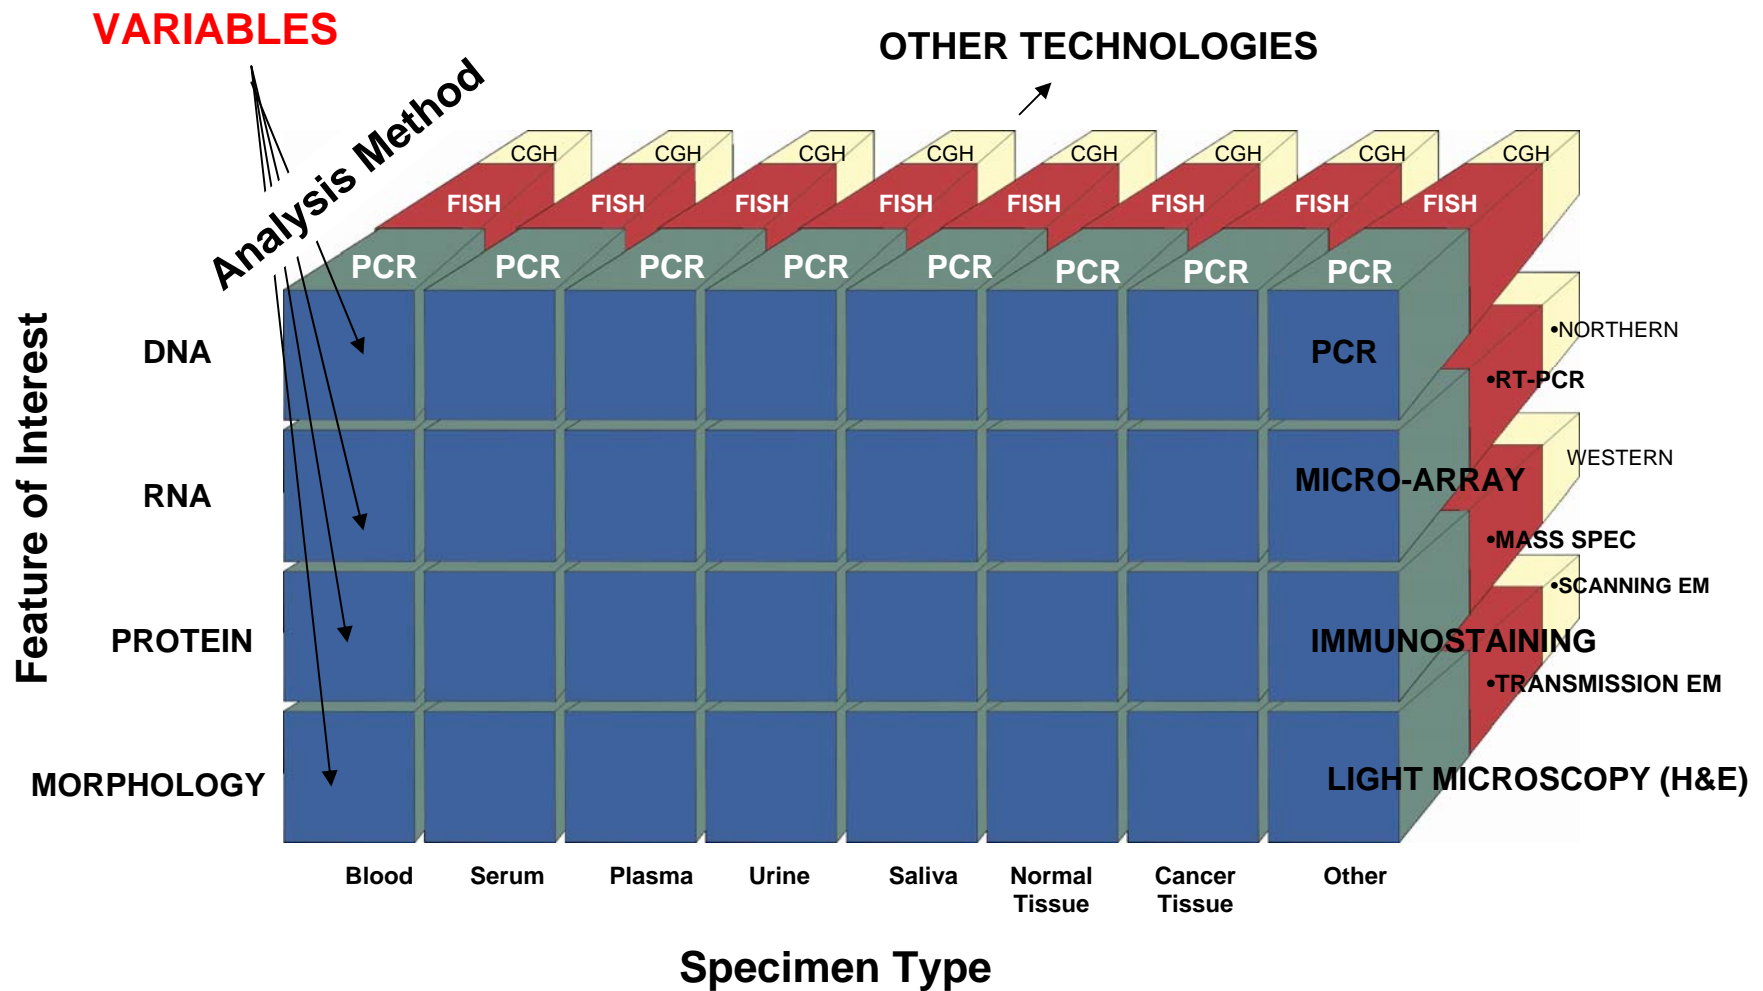 VARIABLES
OTHER TECHNOLOGIES
Analysis Method
CGH CGH CGH CGH CGH CGH CGH CGH
FISH FISH FISH FISH FISH FISH FISH FISH
PCR PCR PCR PCR PCR PCR PCR PCR
Feature of Interest
DNA
PCR
•NORTHERN
•RT-PCR
RNA
MICRO-ARRAY
WESTERN
•MASS SPEC
•SCANNING EM
PROTEIN
IMMUNOSTAINING
•TRANSMISSION EM
MORPHOLOGY
LIGHT MICROSCOPY (H&E)
Blood Serum Plasma Urine Saliva Normal Cancer Other
Tissue Tissue
Specimen Type